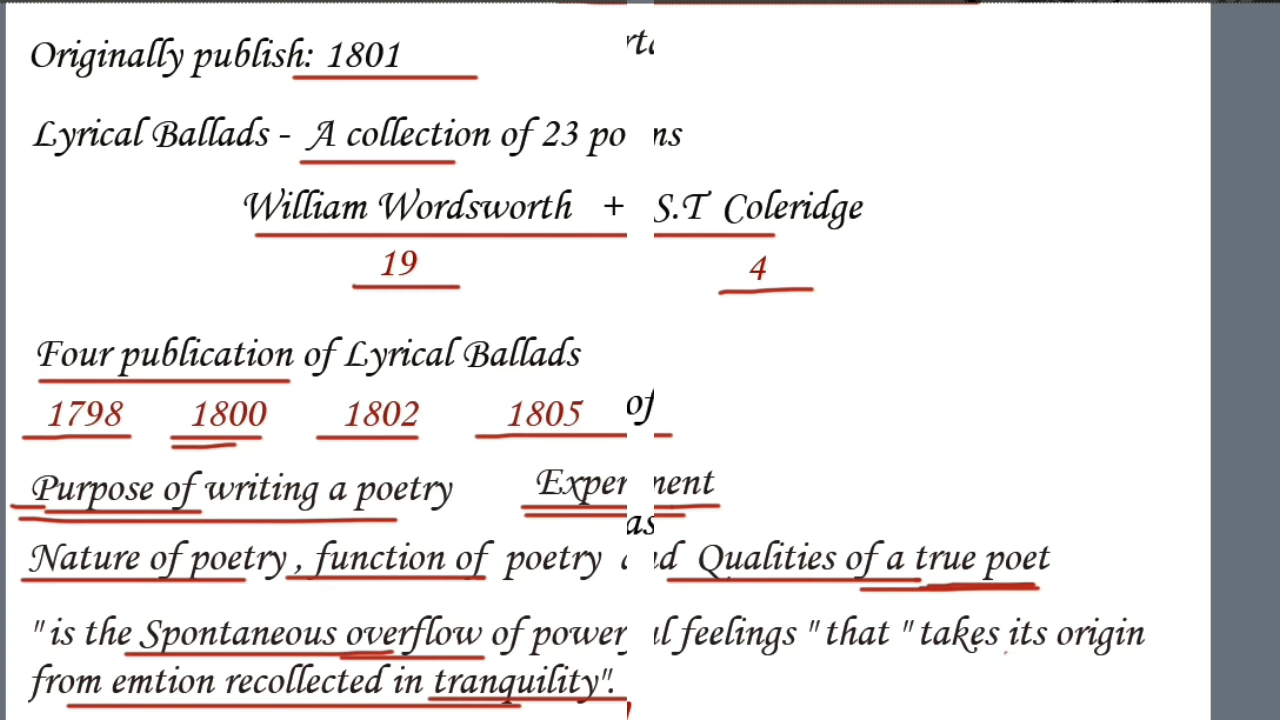 Originally publish: 1801
Lyrical Ballads - A collection of 23 po ns
William Wordsworth + S.T Coleridge
19 4
Four publication of Lyrical Ballads
1798 1800 1802 1805 of
Purpose of writing a poetry Exper nent
as
Nature of poetry , function of poetry Qualities of a true poet
" is the Spontaneous overflow of power feelings " that " takes its origin
from emtion recollected in tranquility".